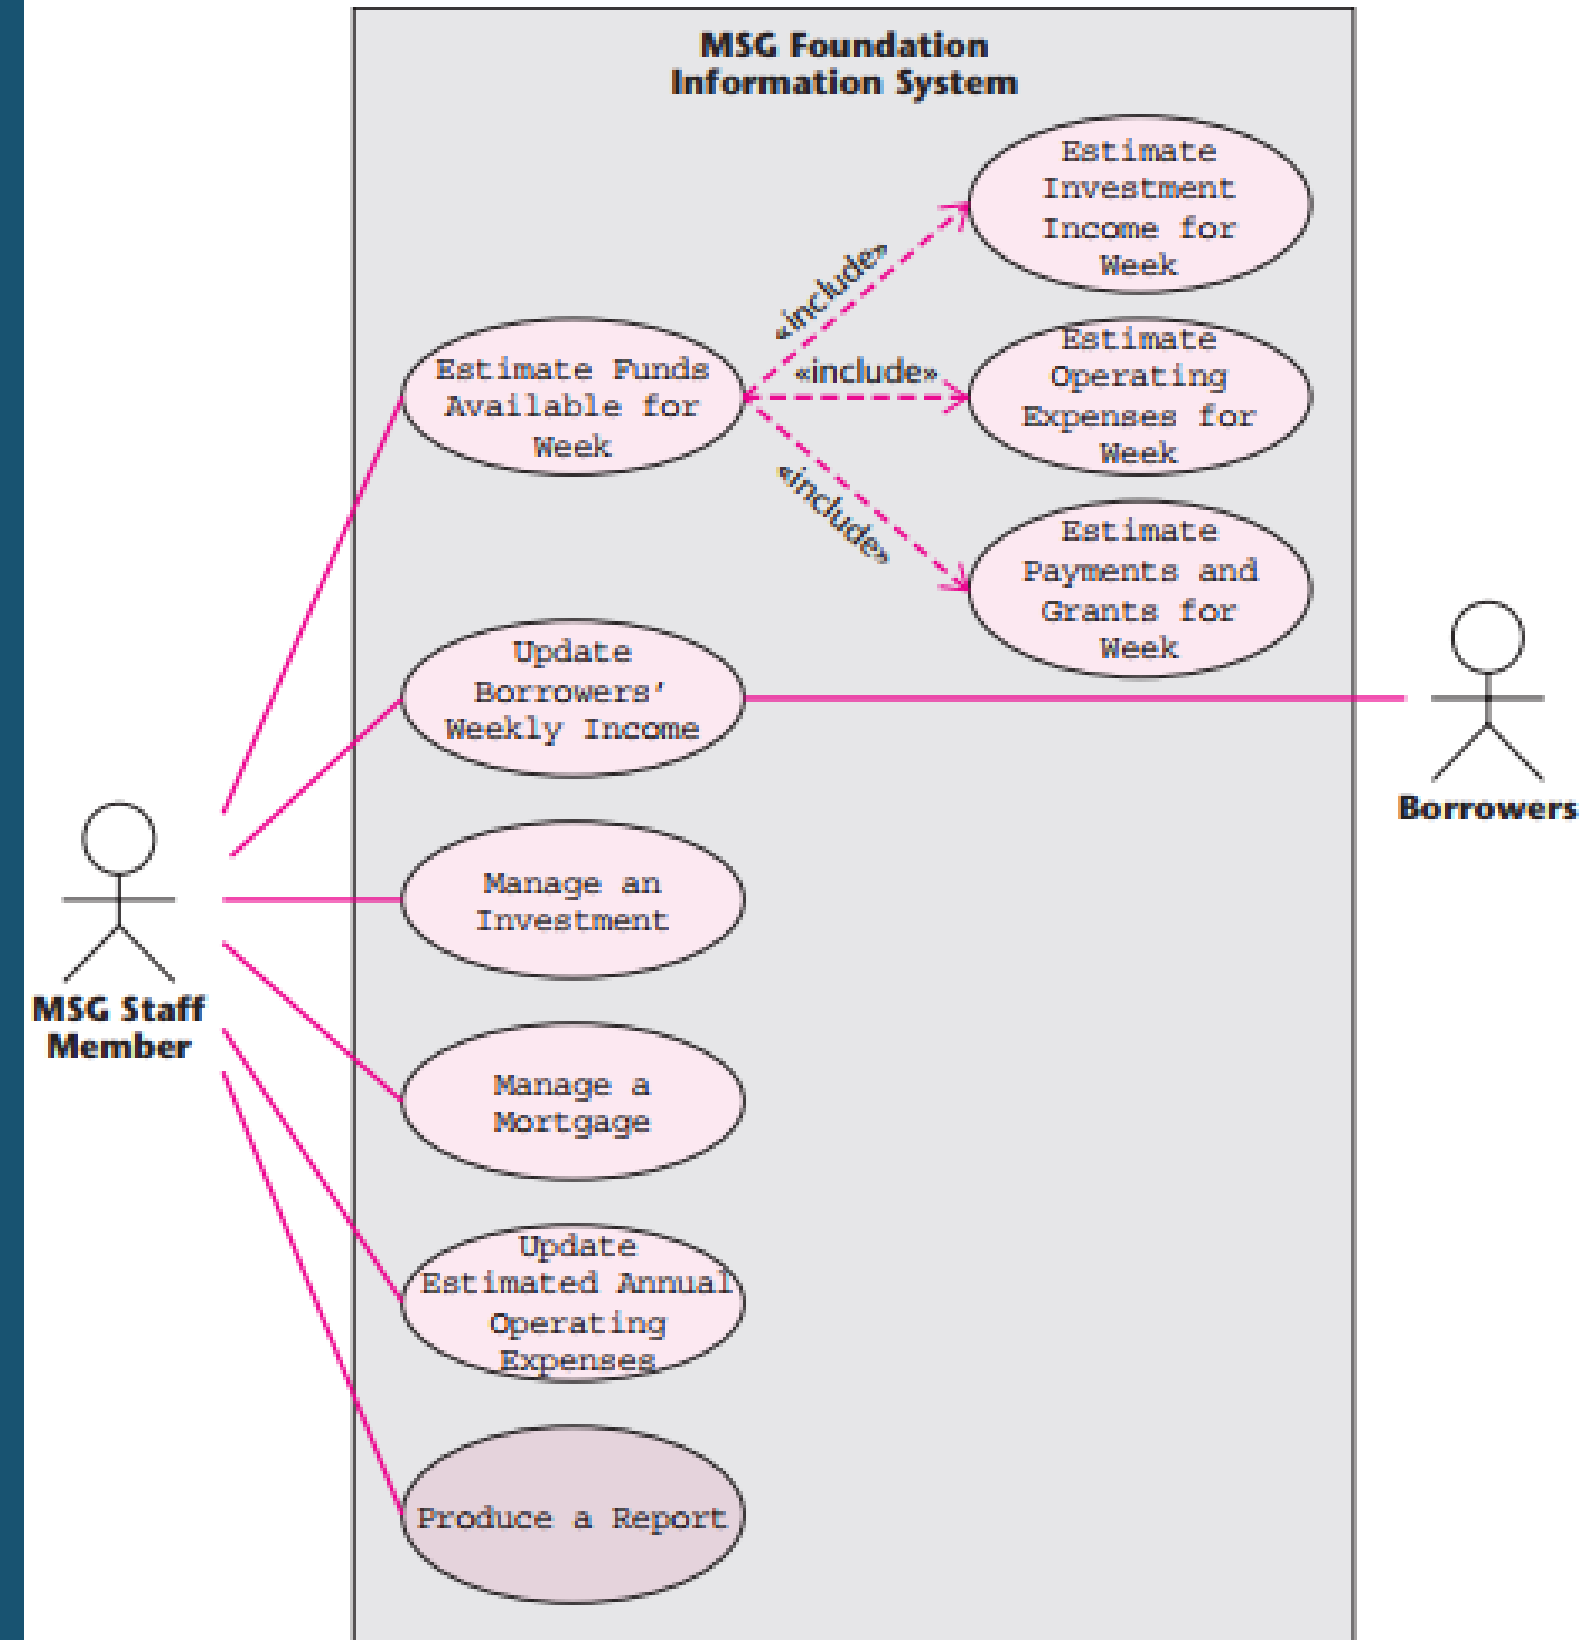 MSG Foundation
Information System
Estimate
Investment
Income for
Week
«include»
Estimate Funds
Available for
Week
«include»
Estimate
Operating
Expenses for
Week
«include»
Estimate
Payments and
Grants for
Week
Update
Borrowers’
Weekly Income
Borrowers
Manage an
Investment
MSG Staff
Member
Manage a
Mortgage
Update
Estimated Annual
Operating
Expenses
Produce a Report